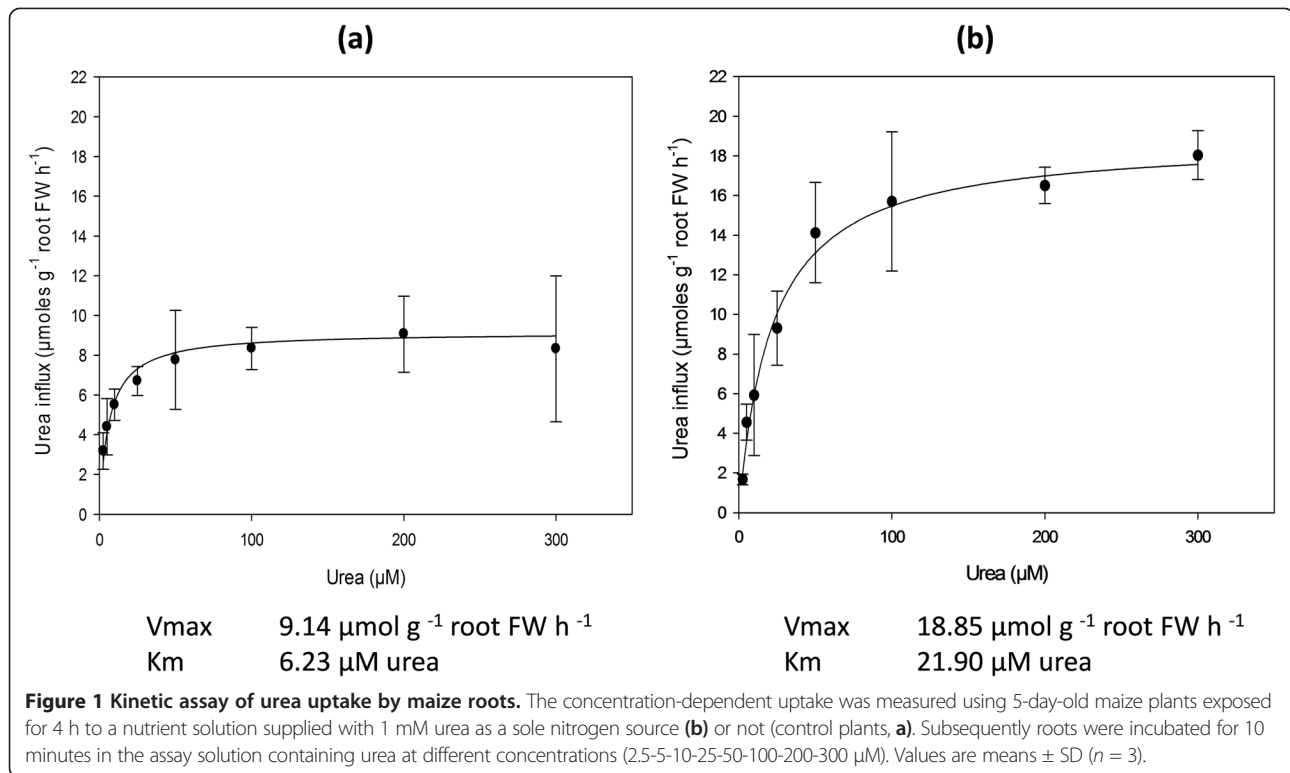 (a)
22
20
18
16
14
12
10
8
6
4
2
0
Urea influx (µmoles g⁻¹ root FW h⁻¹)
0 100 200 300
Urea (µM)
Vmax 9.14 µmol g ⁻¹ root FW h ⁻¹
Km 6.23 µM urea
(b)
22
20
18
16
14
12
10
8
6
4
2
0
Urea influx (µmoles g⁻¹ root FW h⁻¹)
0 100 200 300
Urea (µM)
Vmax 18.85 µmol g ⁻¹ root FW h ⁻¹
Km 21.90 µM urea
Figure 1 Kinetic assay of urea uptake by maize roots. The concentration-dependent uptake was measured using 5-day-old maize plants exposed
for 4 h to a nutrient solution supplied with 1 mM urea as a sole nitrogen source (b) or not (control plants, a). Subsequently roots were incubated for 10
minutes in the assay solution containing urea at different concentrations (2.5-5-10-25-50-100-200-300 µM). Values are means ± SD (n = 3).